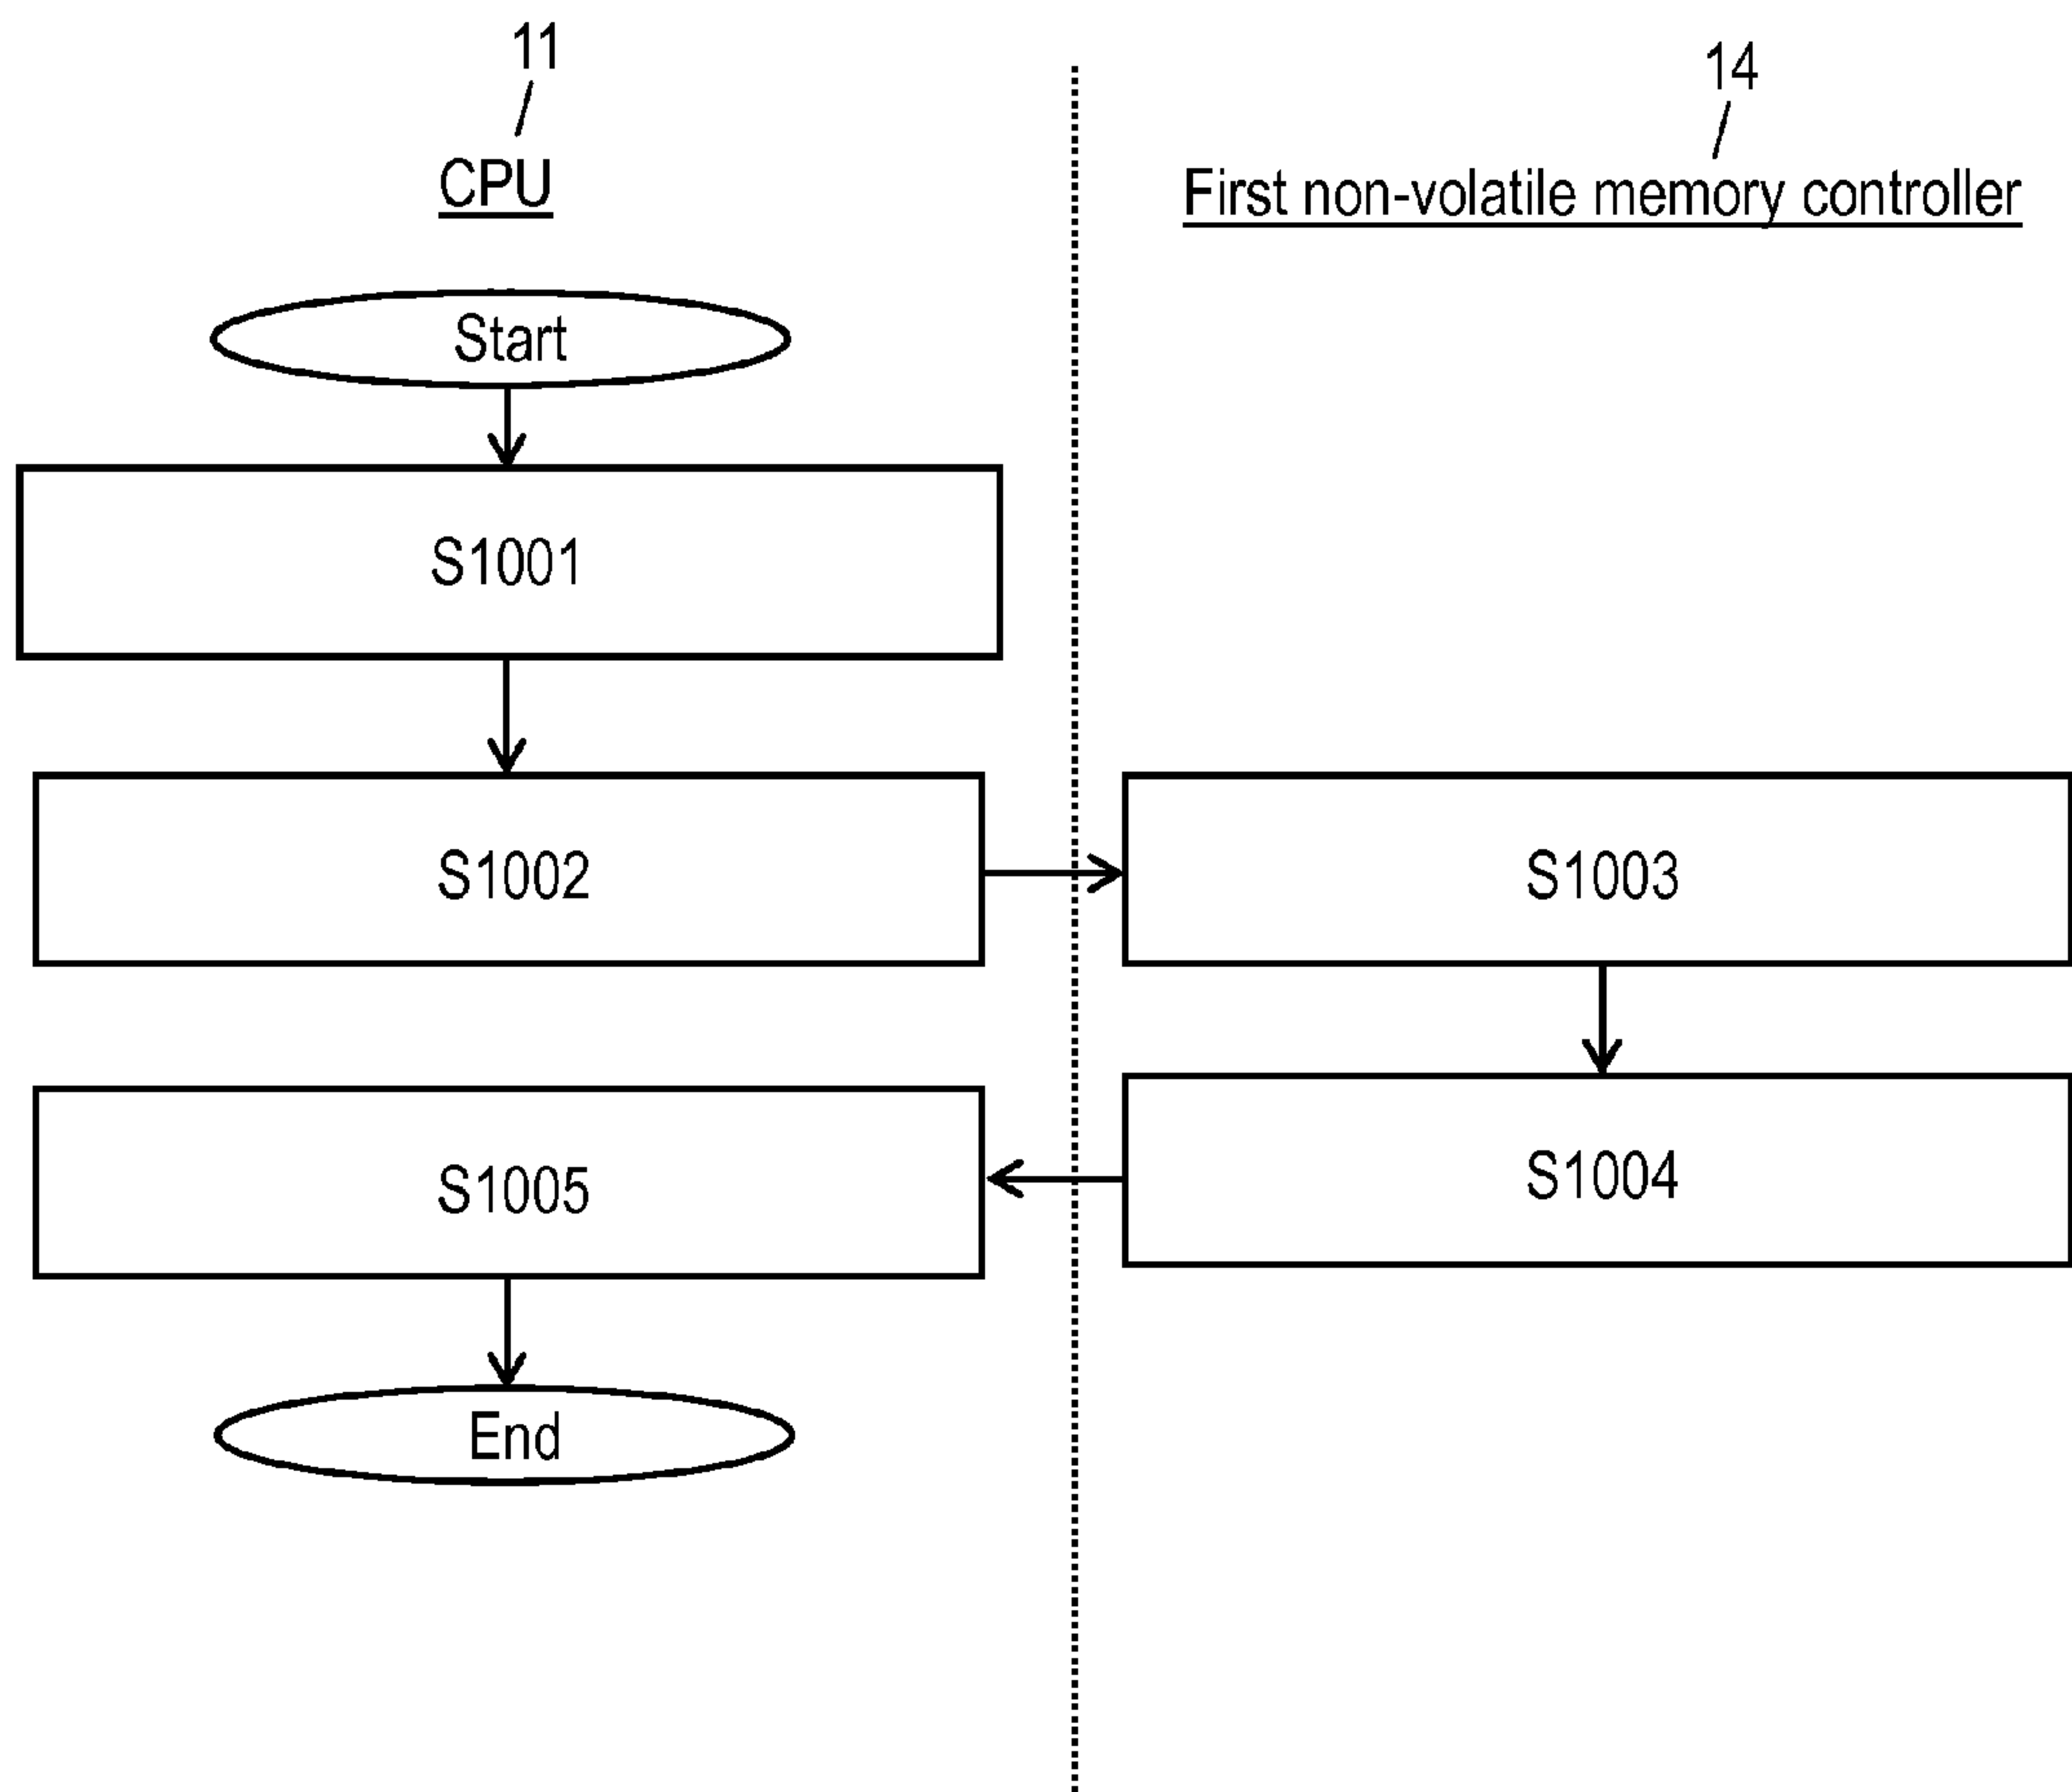 11
CPU
14
First non-volatile memory controller
Start
S1001
S1002
S1003
S1004
S1005
End